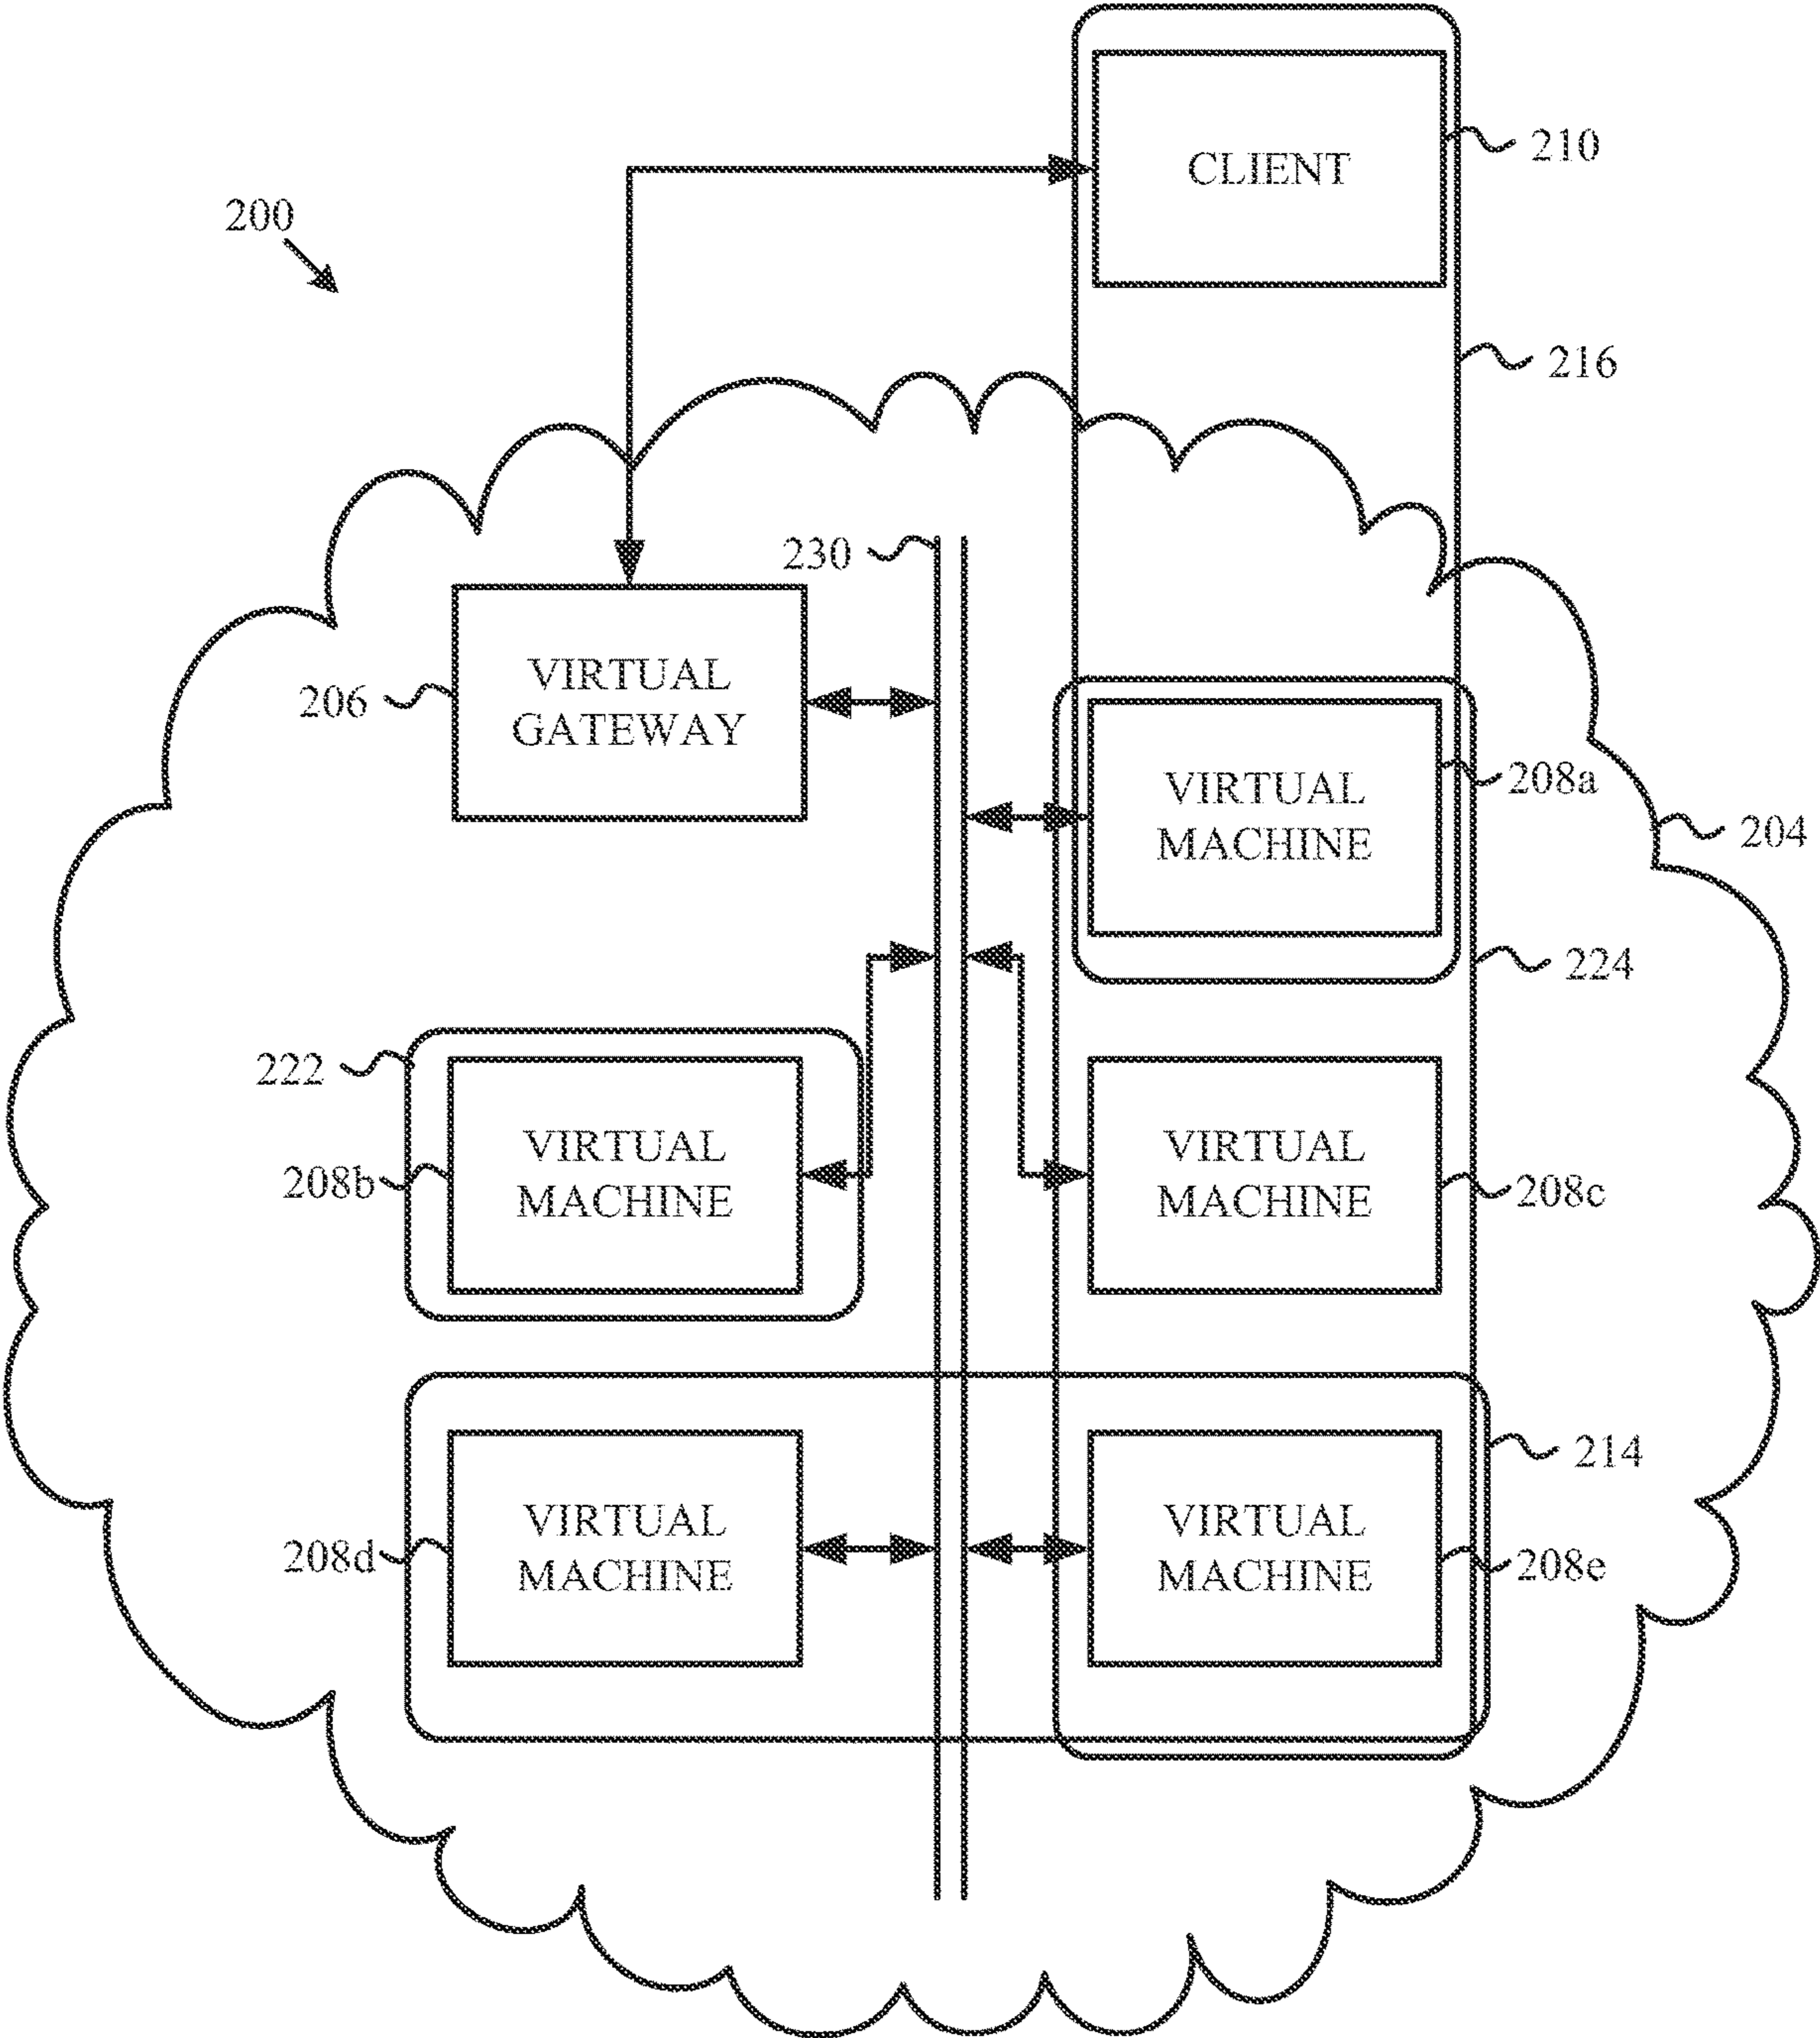 CLIENT
210
200
216
230
VIRTUAL
GATEWAY
206
VIRTUAL
MACHINE
208a
204
224
222
VIRTUAL
MACHINE
208b
VIRTUAL
MACHINE
208c
214
VIRTUAL
MACHINE
208d
VIRTUAL
MACHINE
208e